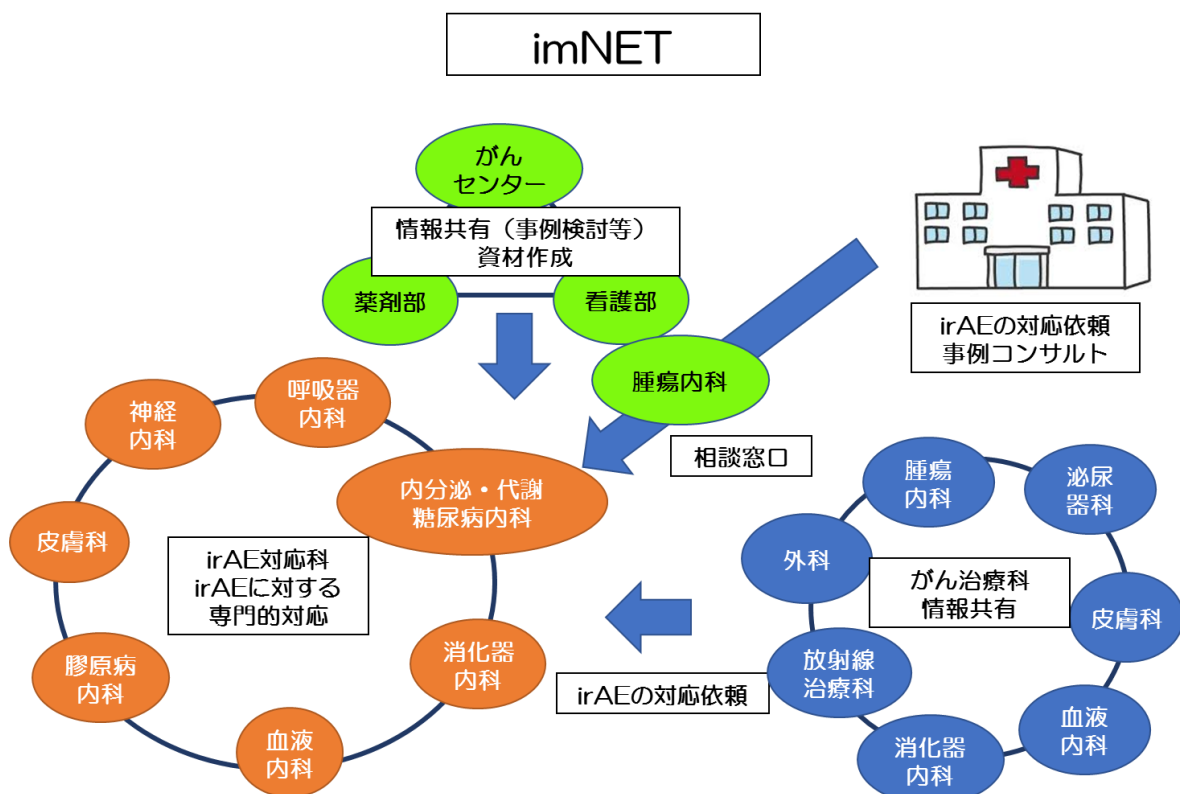 imNET
がん
センター
情報共有（事例検討等）
資材作成
薬剤部
看護部
腫瘍内科
相談窓口
irAEの対応依頼
事例コンサルト
呼吸器
内科
神経
内科
内分泌・代謝
糖尿病内科
皮膚科
irAE対応科
irAEに対する
専門的対応
膠原病
内科
消化器
内科
血液
内科
irAEの対応依頼
腫瘍
内科
泌尿
器科
外科
がん治療科
情報共有
皮膚科
放射線
治療科
血液
内科
消化器
内科